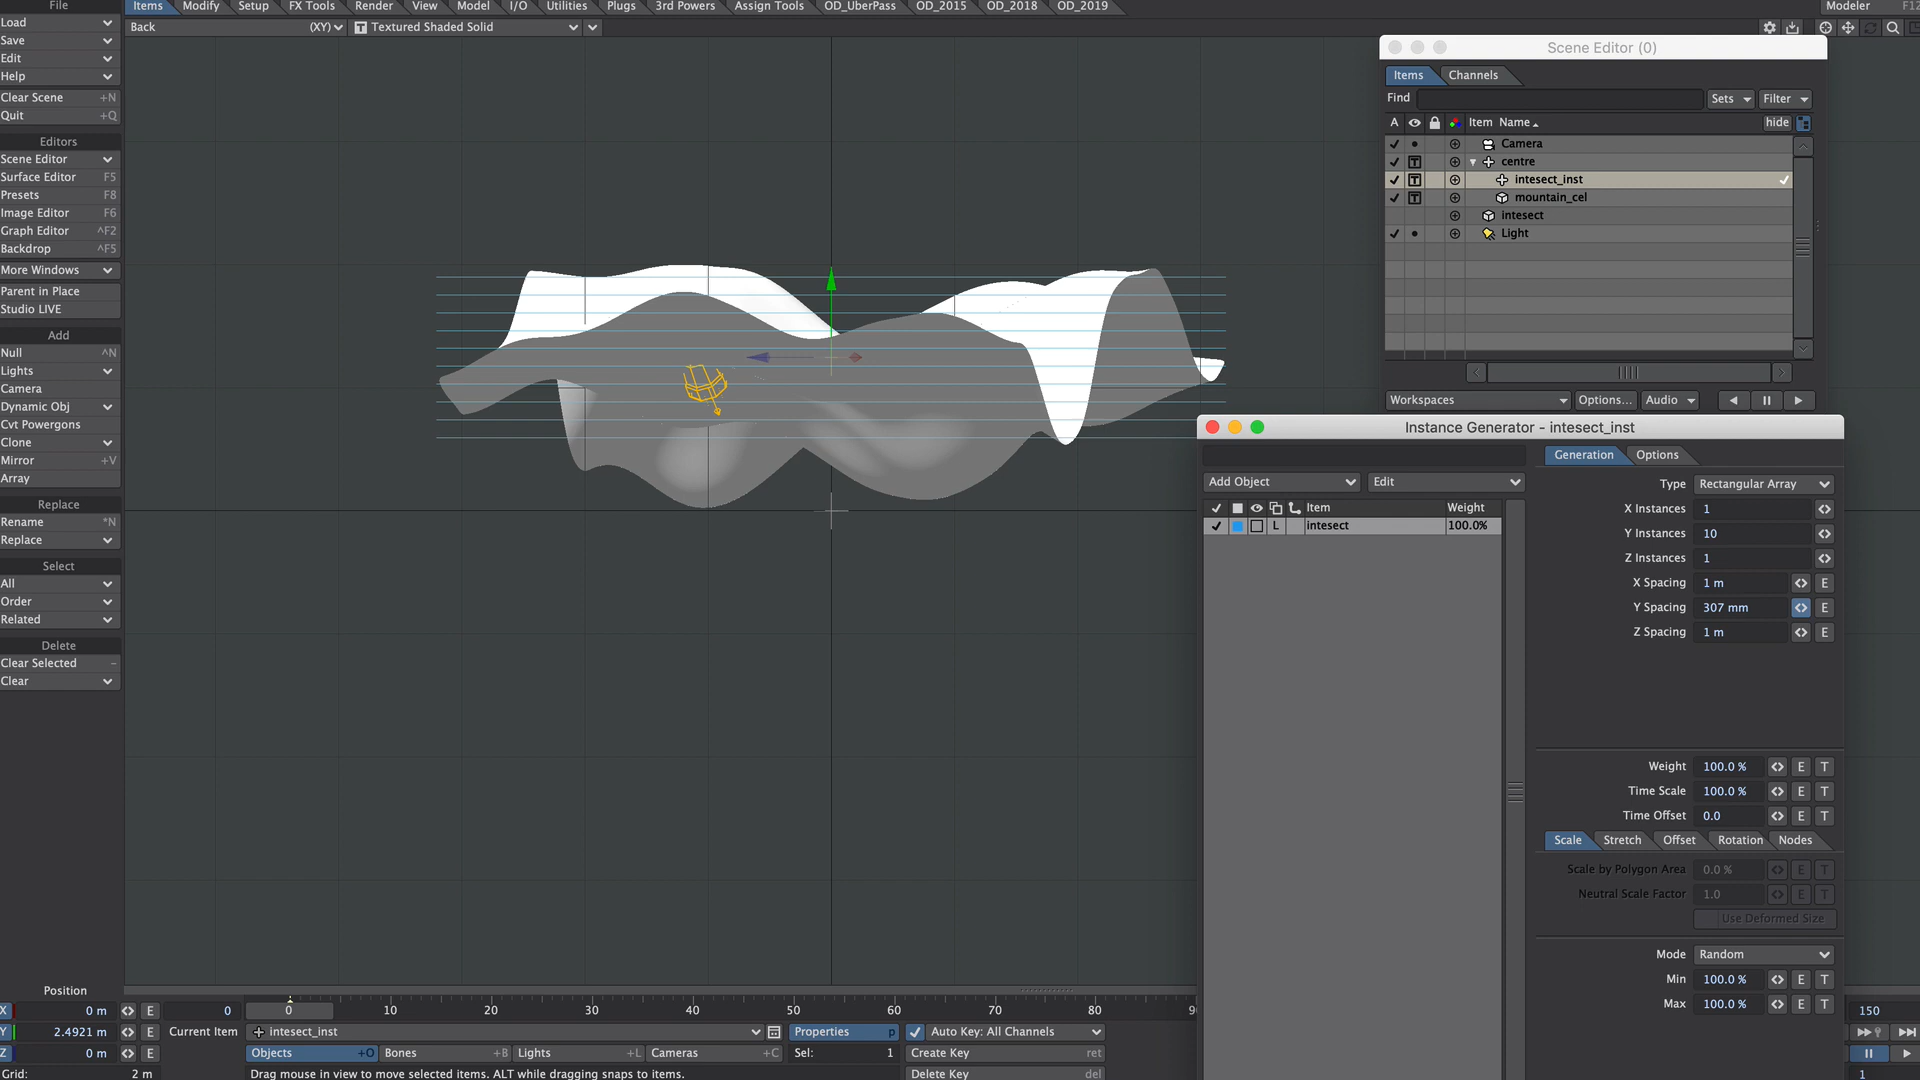 File
Items Modify Setup FX Tools Render View Model I/O Utilities Plugs 3rd Powers Assign Tools OD_UberPass OD_2015 OD_2018 OD_2019
Modeler F12
Load
Back (XY) T Textured Shaded Solid
Save
Edit
Help
Clear Scene +N
Quit +Q
Editors
Scene Editor
Surface Editor F5
Presets F8
Image Editor F6
Graph Editor ^F2
Backdrop ^F5
More Windows
Parent in Place
Studio LIVE
Add
Null ^N
Lights
Camera
Dynamic Obj
Cvt Powergons
Clone
Mirror +V
Array
Replace
Rename *N
Replace
Select
All
Order
Related
Delete
Clear Selected -
Clear
Scene Editor (0)
Items Channels
Find Sets Filter
A Item Name hide
Camera
T centre
T intesect_inst
T mountain_cel
intesect
Light
Workspaces Options... Audio
Instance Generator - intesect_inst
Generation Options
Add Object Edit
Item Weight
L intesect 100.0%
Type Rectangular Array
X Instances 1
Y Instances 10
Z Instances 1
X Spacing 1 m E
Y Spacing 307 mm E
Z Spacing 1 m E
Weight 100.0 % E T
Time Scale 100.0 % E T
Time Offset 0.0 E T
Scale Stretch Offset Rotation Nodes
Scale by Polygon Area 0.0 % E T
Neutral Scale Factor 1.0 E T
Use Deformed Size
Mode Random
Min 100.0 % E T
Max 100.0 % E T
Position
X 0 m E 0 0 10 20 30 40 50 60 70 80 150
Y 2.4921 m E Current Item intesect_inst Properties p Auto Key: All Channels
Z 0 m E Objects +O Bones +B Lights +L Cameras +C Sel: 1 Create Key ret
Grid: 2 m Drag mouse in view to move selected items. ALT while dragging snaps to items. Delete Key del 1